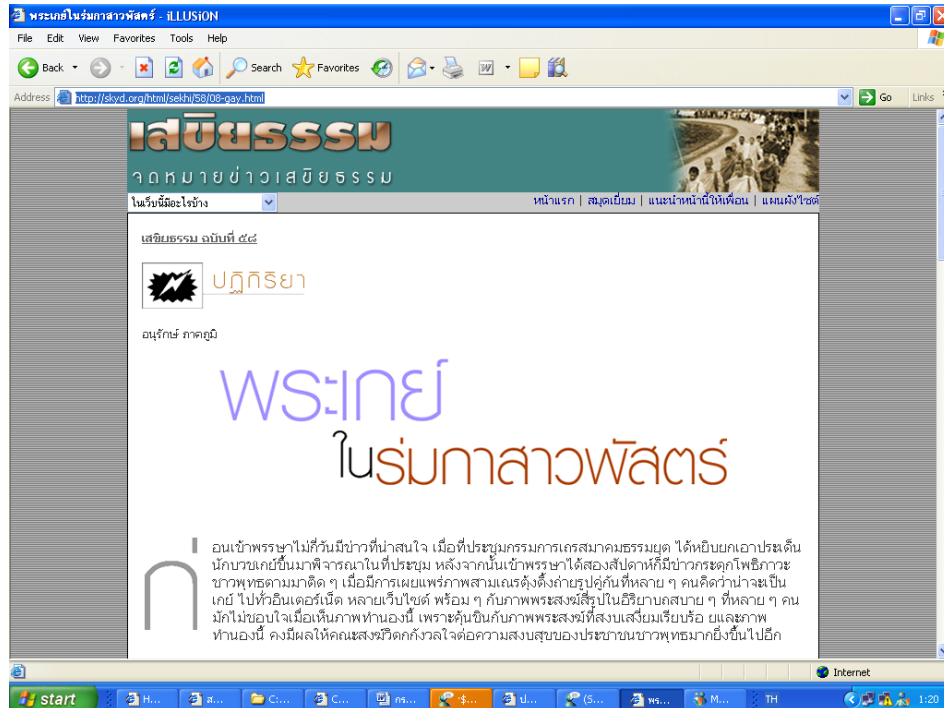 พระเกย์ในร่มกาสาวพัสตร์ - iLLUSiON
File Edit View Favorites Tools Help
Back Search Favorites
Address http://skyd.org/html/sekhi/58/08-gay.html Go Links
เสขิยธรรม
จดหมายข่าวเสขิยธรรม
ในเว็บนี้มีอะไรบ้าง หน้าแรก | สมุดเยี่ยม | แนะนำหน้านี้ให้เพื่อน | แผนผังไซต์
เสขิยธรรม ฉบับที่ ๕๘
ปฏิกิริยา
อนุรักษ์ ภาคภูมิ
พระเกย์
ในร่มกาสาวพัสตร์
ก่อนเข้าพรรษาไม่กี่วันมีข่าวที่น่าสนใจ เมื่อที่ประชุมกรรมการเถรสมาคมธรรมยุต ได้หยิบยกเอาประเด็น
นักบวชเกย์ขึ้นมาพิจารณาในที่ประชุม หลังจากนั้นเข้าพรรษาได้สองสัปดาห์ก็มีข่าวกระตุกโพธิภาวะ
ชาวพุทธตามมาติด ๆ เมื่อมีการเผยแพร่ภาพสามเณรตุ้งติ้งถ่ายรูปคู่กันที่หลาย ๆ คนคิดว่าน่าจะเป็น
เกย์ ไปทั่วอินเตอร์เน็ต หลายเว็บไซต์ พร้อม ๆ กับภาพพระสงฆ์สี่รูปในอิริยาบถสบาย ๆ ที่หลาย ๆ คน
มักไม่ชอบใจเมื่อเห็นภาพทำนองนี้ เพราะคุ้นชินกับภาพพระสงฆ์ที่สงบเสงี่ยมเรียบร้อ ยและภาพ
ทำนองนี้ คงมีผลให้คณะสงฆ์วิตกกังวลใจต่อความสงบสุขของประชาชนชาวพุทธมากยิ่งขึ้นไปอีก
Internet
start H... ส... C:... C... กร... :$... ป... (S... พร... M... TH 1:20